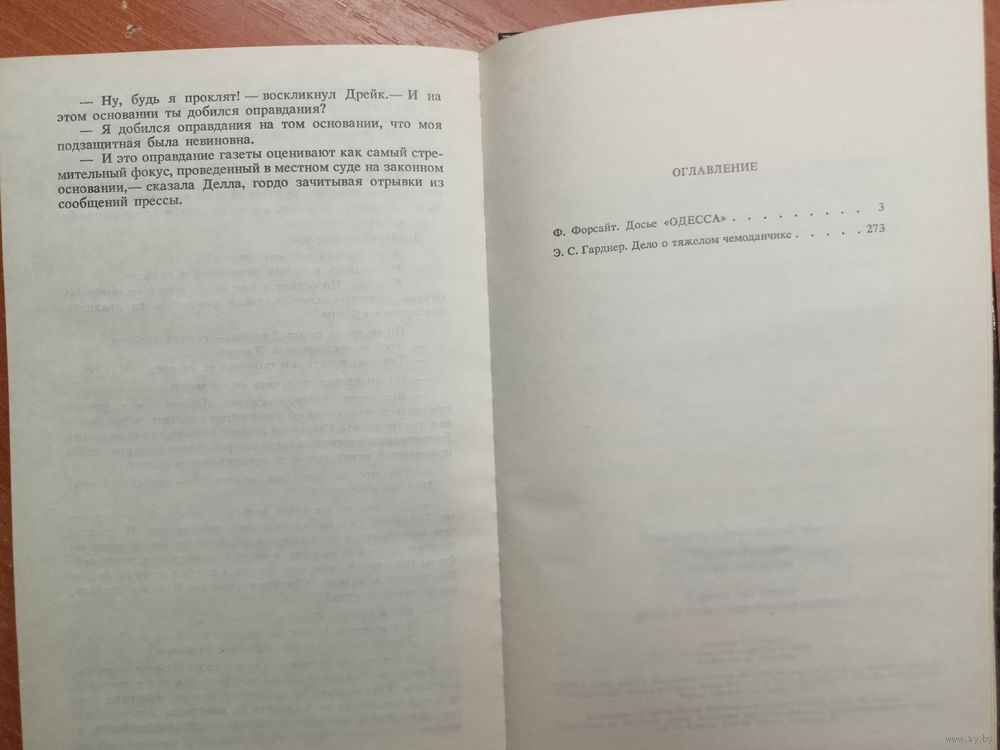 — Ну, будь я проклят! — воскликнул Дрейк.— И на
этом основании ты добился оправдания?
— Я добился оправдания на том основании, что моя
подзащитная была невиновна.
— И это оправдание газеты оценивают как самый стре-
мительный фокус, проведенный в местном суде на законном
основании,— сказала Делла, гордо зачитывая отрывки из
сообщений прессы.
ОГЛАВЛЕНИЕ
Ф. Форсайт. Досье «ОДЕССА» . . . . . . . . . 3
Э. С. Гарднер. Дело о тяжелом чемоданчике . . . . . 273
www.ay.by